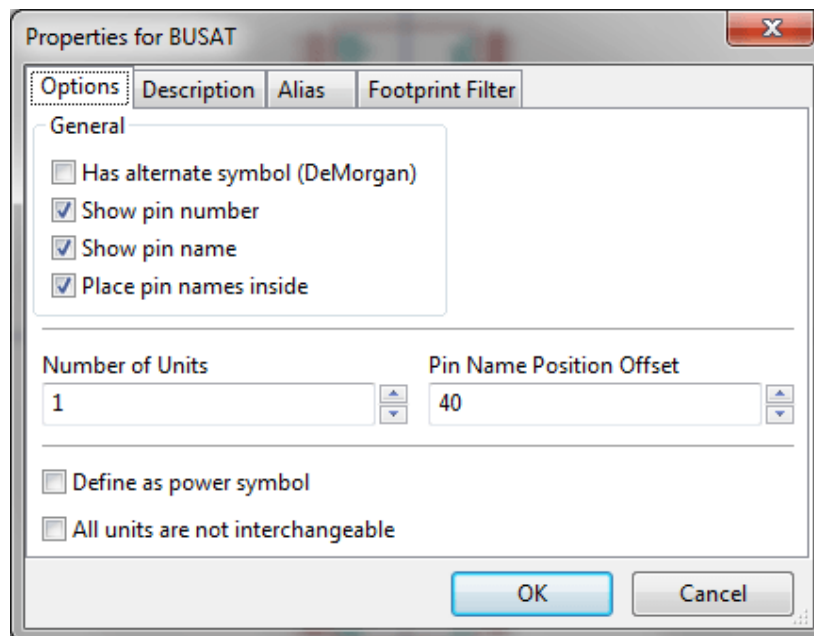 Properties for BUSAT
Options Description Alias Footprint Filter
General
Has alternate symbol (DeMorgan)
Show pin number
Show pin name
Place pin names inside
Number of Units Pin Name Position Offset
1 40
Define as power symbol
All units are not interchangeable
OK Cancel